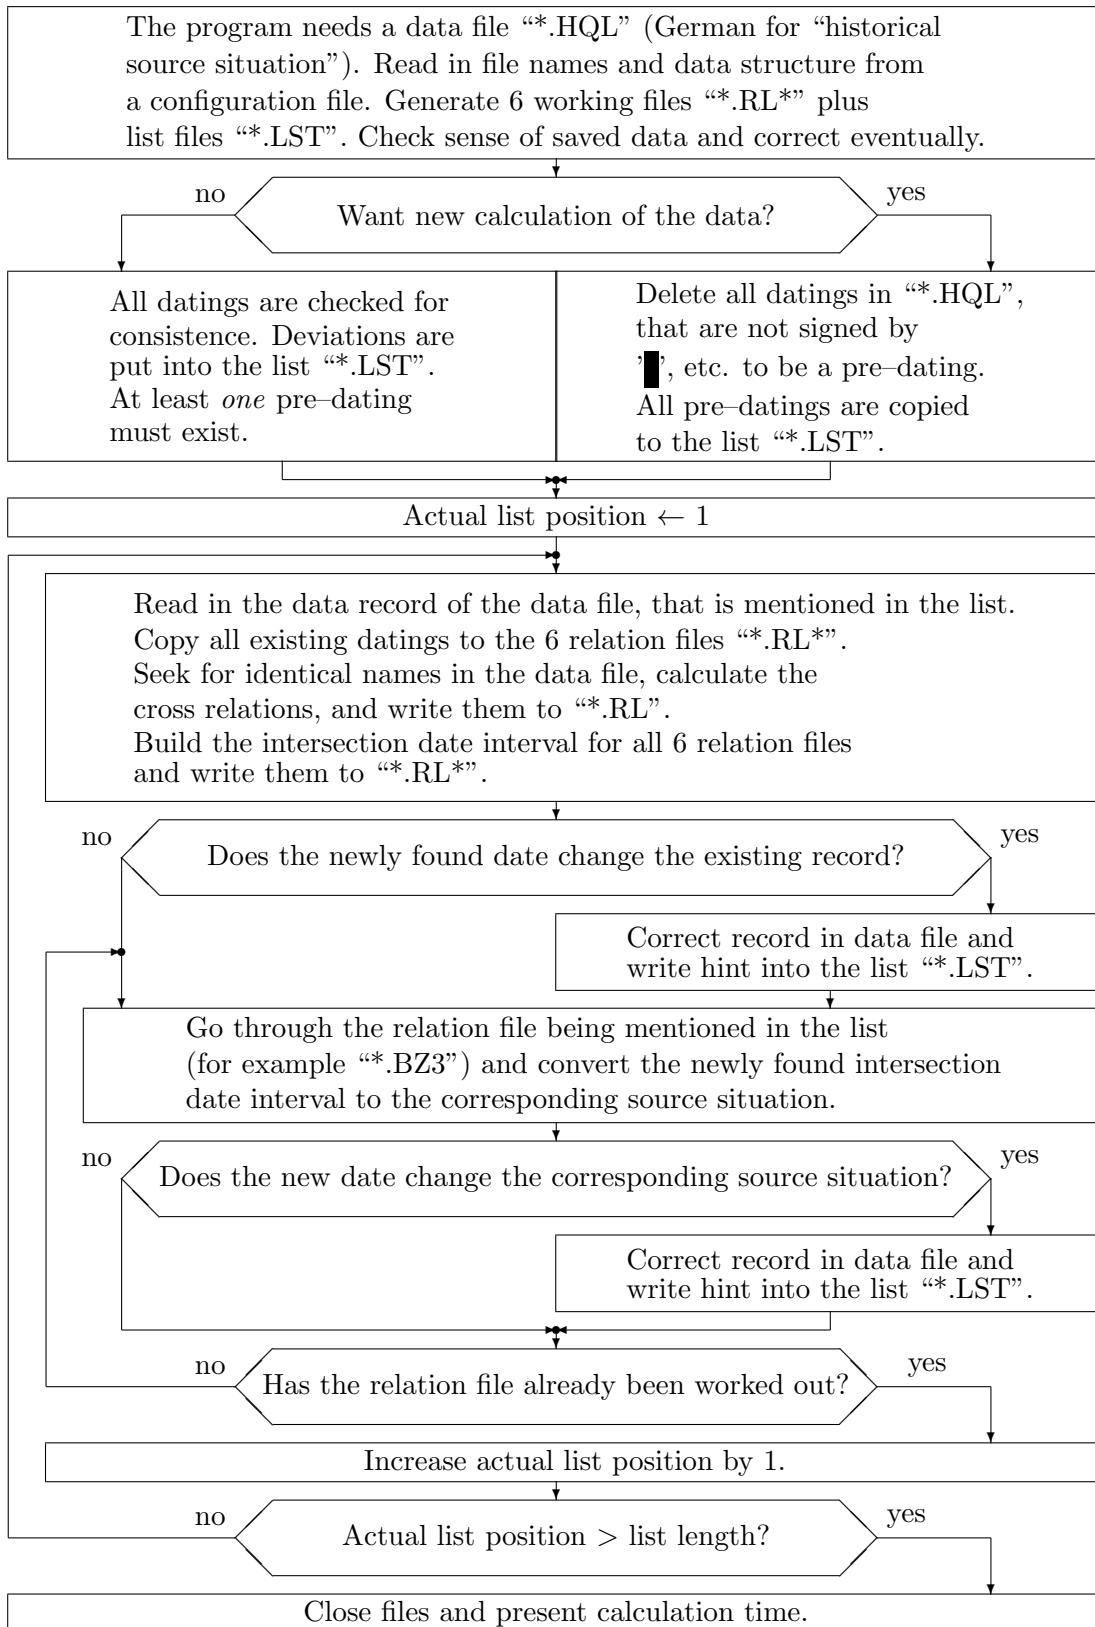 The program needs a data file “*.HQL” (German for “historical
source situation”). Read in file names and data structure from
a configuration file. Generate 6 working files “*.RL*” plus
list files “*.LST”. Check sense of saved data and correct eventually.
no
yes
Want new calculation of the data?
All datings are checked for
consistence. Deviations are
put into the list “*.LST”.
At least one pre–dating
must exist.
Delete all datings in “*.HQL”,
that are not signed by
’█’, etc. to be a pre–dating.
All pre–datings are copied
to the list “*.LST”.
Actual list position ← 1
Read in the data record of the data file, that is mentioned in the list.
Copy all existing datings to the 6 relation files “*.RL*”.
Seek for identical names in the data file, calculate the
cross relations, and write them to “*.RL”.
Build the intersection date interval for all 6 relation files
and write them to “*.RL*”.
no
yes
Does the newly found date change the existing record?
Correct record in data file and
write hint into the list “*.LST”.
Go through the relation file being mentioned in the list
(for example “*.BZ3”) and convert the newly found intersection
date interval to the corresponding source situation.
no
yes
Does the new date change the corresponding source situation?
Correct record in data file and
write hint into the list “*.LST”.
no
yes
Has the relation file already been worked out?
Increase actual list position by 1.
no
yes
Actual list position > list length?
Close files and present calculation time.